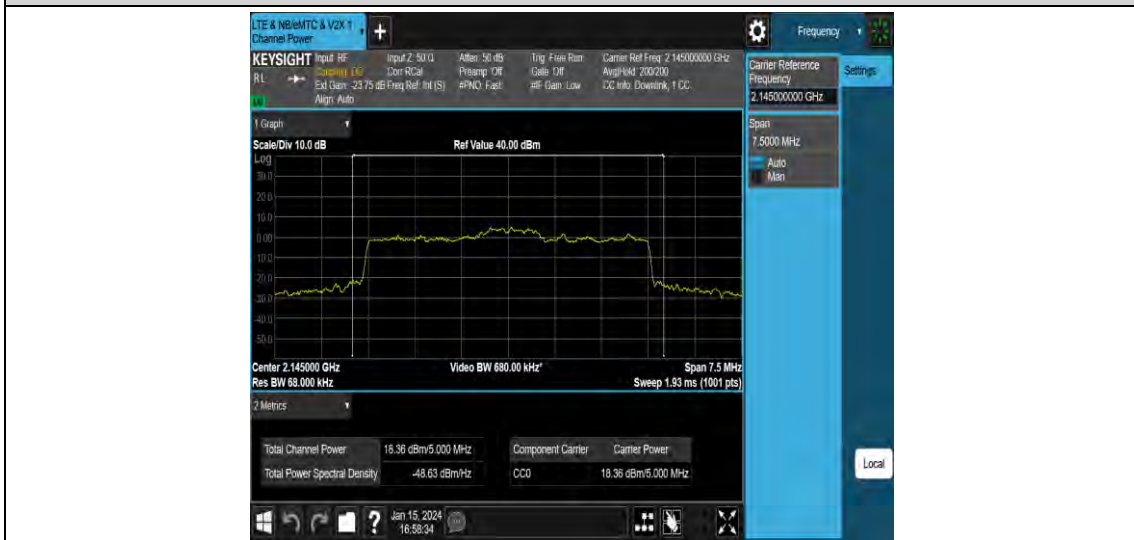 LTE & NB/eMTC & V2X 1
Channel Power
Frequency
KEYSIGHT
RL
Input: RF
Coupling: DC
Ext Gain: -23.75 dB
Align: Auto
Input Z: 50 Ω
Corr RCal
Freq Ref: Int (S)
Atten: 50 dB
Preamp: Off
#PNO: Fast
Trig: Free Run
Gate: Off
#IF Gain: Low
Carrier Ref Freq: 2.145000000 GHz
Avg|Hold: 200/200
CC Info: Downlink, 1 CC
Carrier Reference
Frequency
2.145000000 GHz
Settings
Span
7.5000 MHz
Auto
Man
1 Graph
Scale/Div 10.0 dB
Ref Value 40.00 dBm
Log
30.0
20.0
10.0
0.00
-10.0
-20.0
-30.0
-40.0
-50.0
Center 2.145000 GHz
Video BW 680.00 kHz*
Span 7.5 MHz
Res BW 68.000 kHz
Sweep 1.93 ms (1001 pts)
2 Metrics
Total Channel Power 18.36 dBm/5.000 MHz
Total Power Spectral Density -48.63 dBm/Hz
Component Carrier Carrier Power
CC0 18.36 dBm/5.000 MHz
Local
Jan 15, 2024
16:58:34